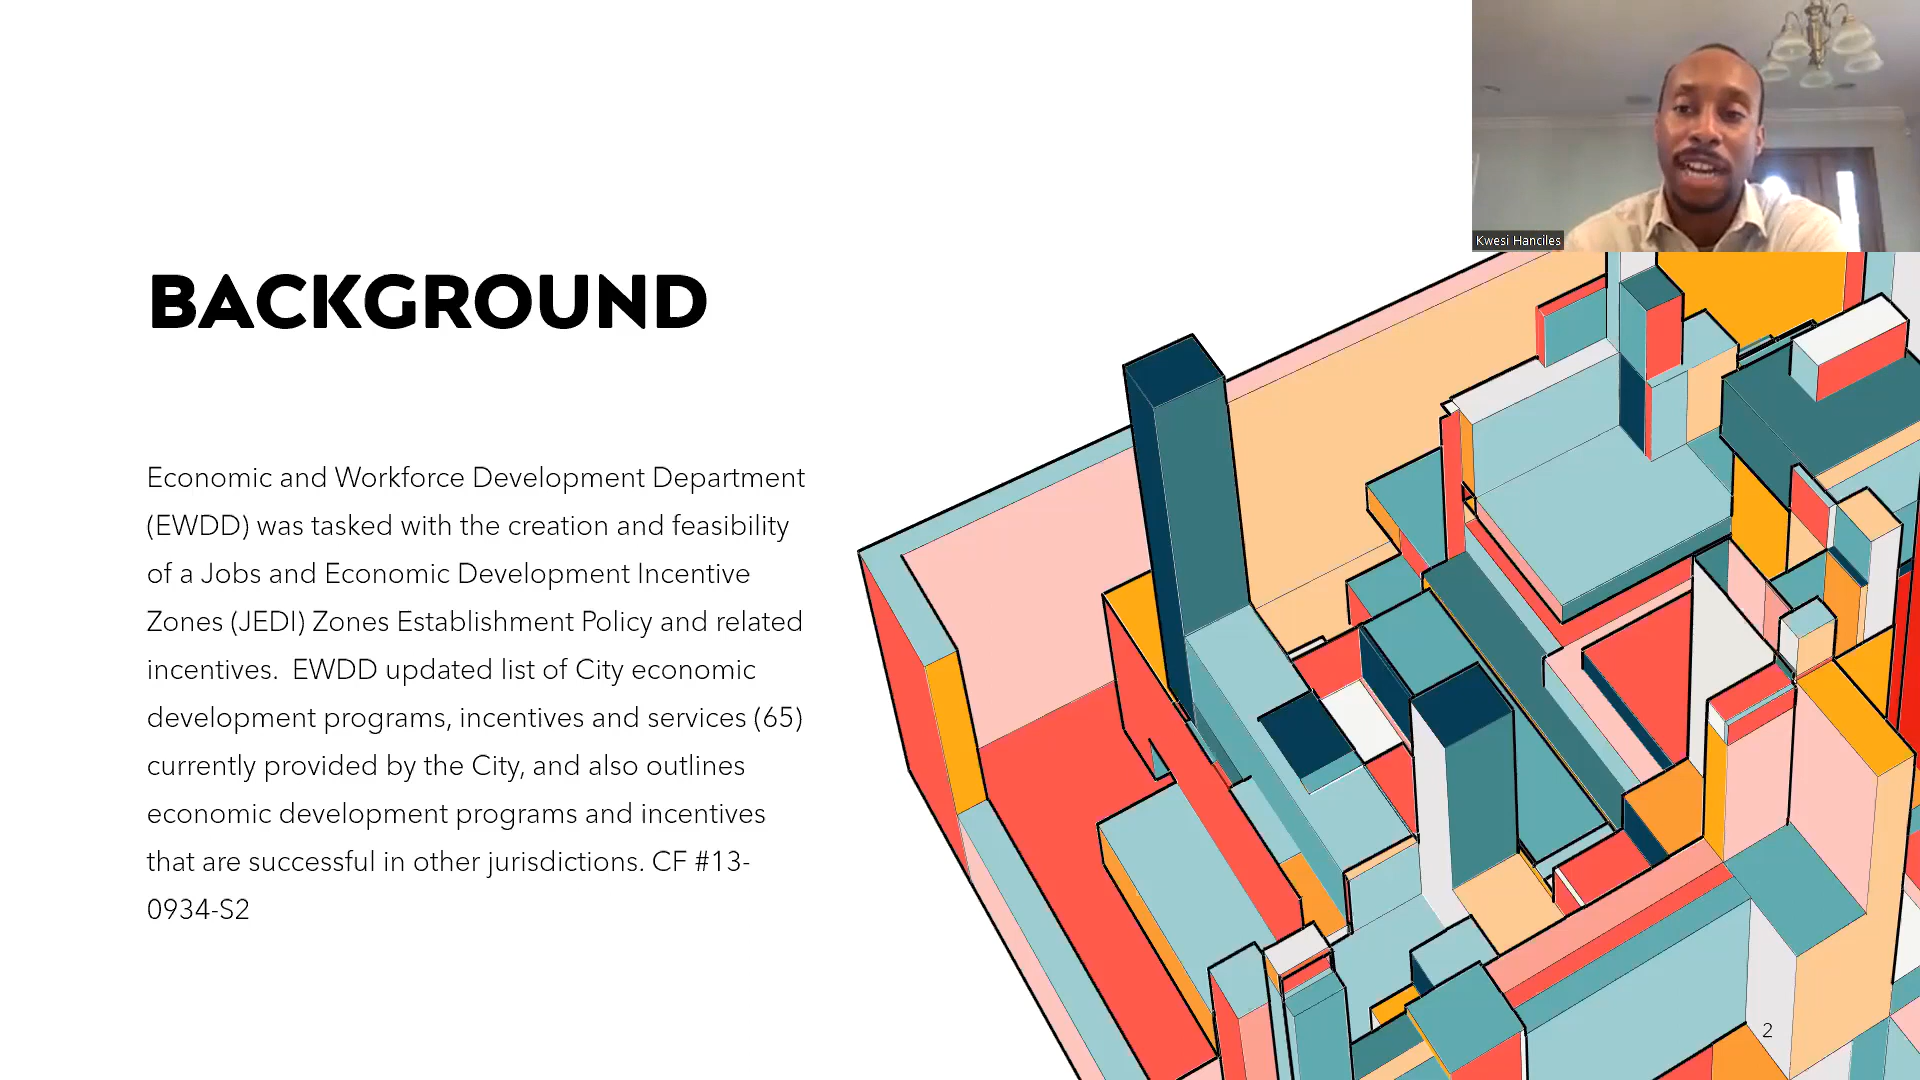 Kwesi Hanciles
BACKGROUND
Economic and Workforce Development Department
(EWDD) was tasked with the creation and feasibility
of a Jobs and Economic Development Incentive
Zones (JEDI) Zones Establishment Policy and related
incentives.  EWDD updated list of City economic
development programs, incentives and services (65)
currently provided by the City, and also outlines
economic development programs and incentives
that are successful in other jurisdictions. CF #13-
0934-S2
2